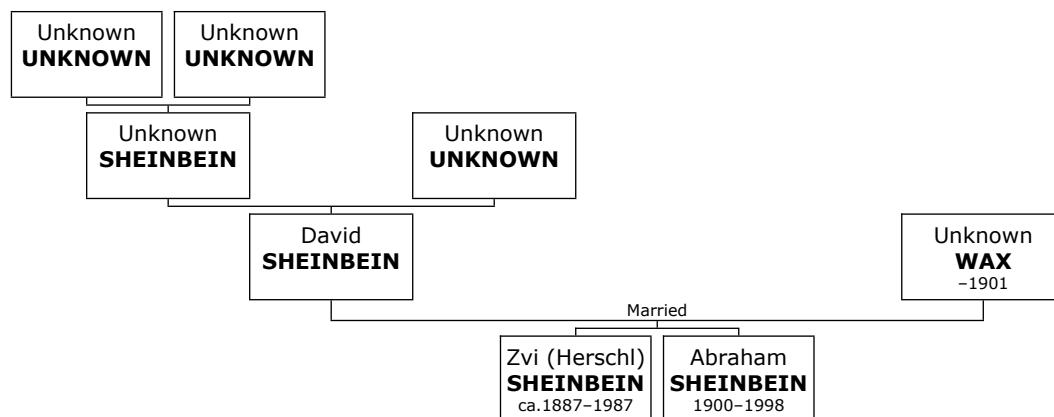 Unknown
UNKNOWN
Unknown
UNKNOWN
Unknown
SHEINBEIN
Unknown
UNKNOWN
David
SHEINBEIN
Unknown
WAX
–1901
Married
Zvi (Herschl)
SHEINBEIN
ca.1887–1987
Abraham
SHEINBEIN
1900–1998